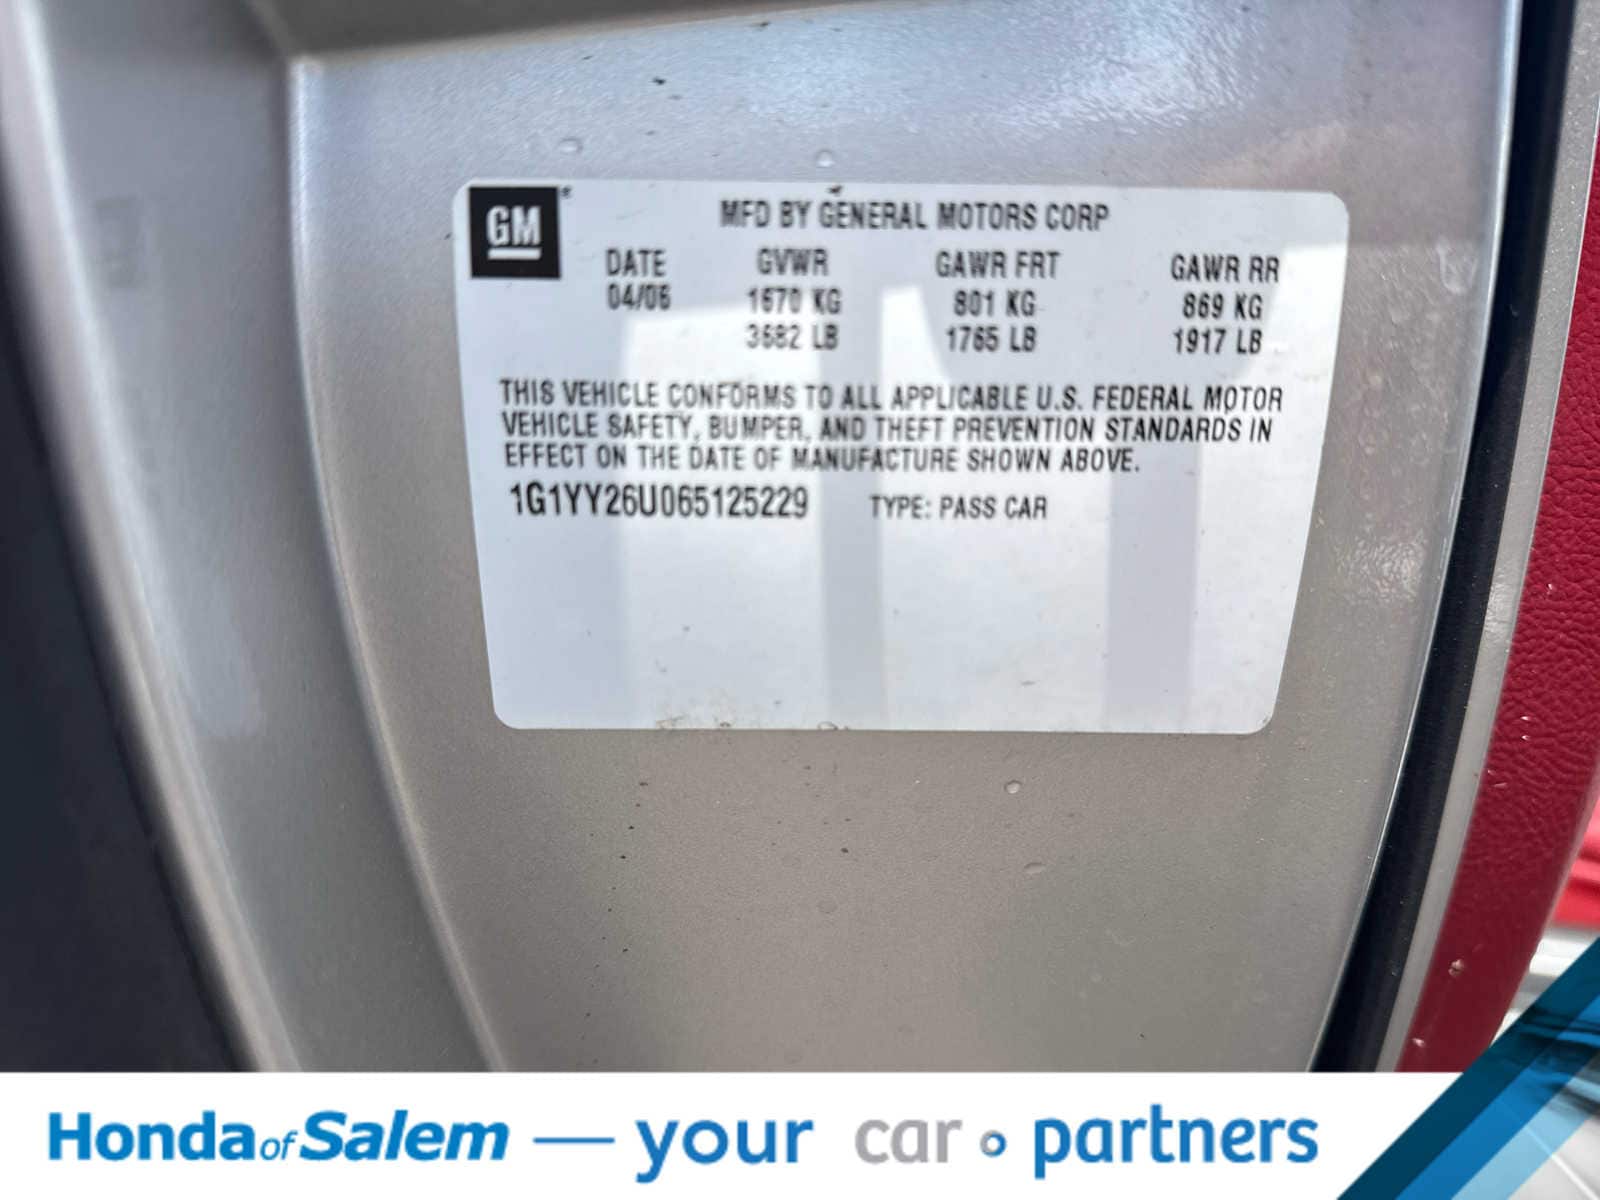 GM®
MFD BY GENERAL MOTORS CORP
DATE GVWR GAWR FRT GAWR RR
04/06 1670 KG 801 KG 869 KG
3682 LB 1765 LB 1917 LB
THIS VEHICLE CONFORMS TO ALL APPLICABLE U.S. FEDERAL MOTOR
VEHICLE SAFETY, BUMPER, AND THEFT PREVENTION STANDARDS IN
EFFECT ON THE DATE OF MANUFACTURE SHOWN ABOVE.
1G1YY26U065125229 TYPE: PASS CAR
Honda of Salem — your car partners